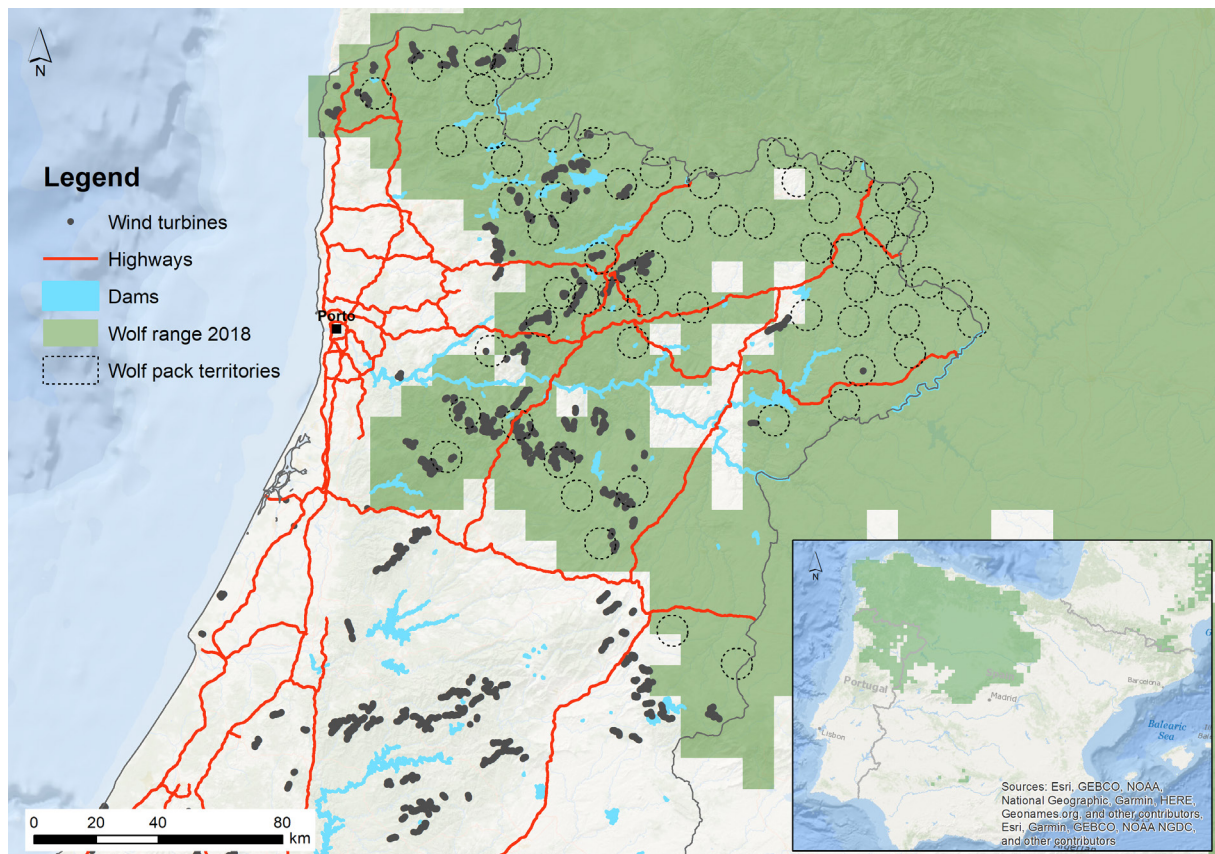 N
Legend
Wind turbines
Highways
Dams
Wolf range 2018
Wolf pack territories
Porto
0 20 40 80
km
N
Portugal
Lisbon
Madrid
Barcelona
Balearic
Sea
Sources: Esri, GEBCO, NOAA,
National Geographic, Garmin, HERE,
Geonames.org, and other contributors,
Esri, Garmin, GEBCO, NOAA NGDC,
and other contributors